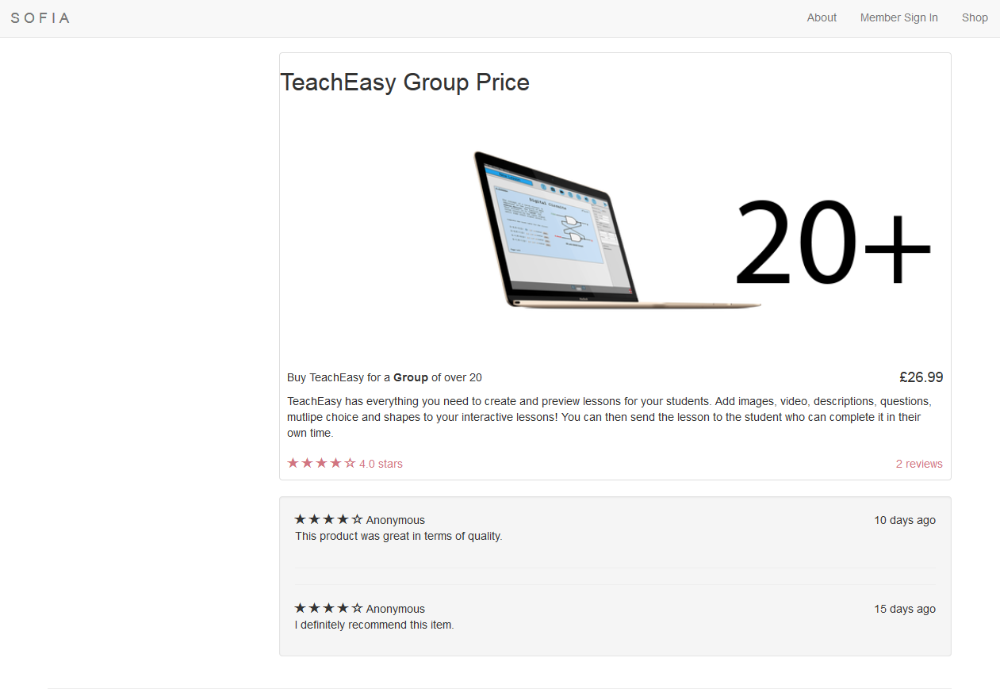 SOFIA
About Member Sign In Shop
TeachEasy Group Price
Digital Circuits
20+
Buy TeachEasy for a Group of over 20
£26.99
TeachEasy has everything you need to create and preview lessons for your students. Add images, video, descriptions, questions,
mutlipe choice and shapes to your interactive lessons! You can then send the lesson to the student who can complete it in their
own time.
★★★★☆ 4.0 stars
2 reviews
★★★★☆ Anonymous
10 days ago
This product was great in terms of quality.
★★★★☆ Anonymous
15 days ago
I definitely recommend this item.